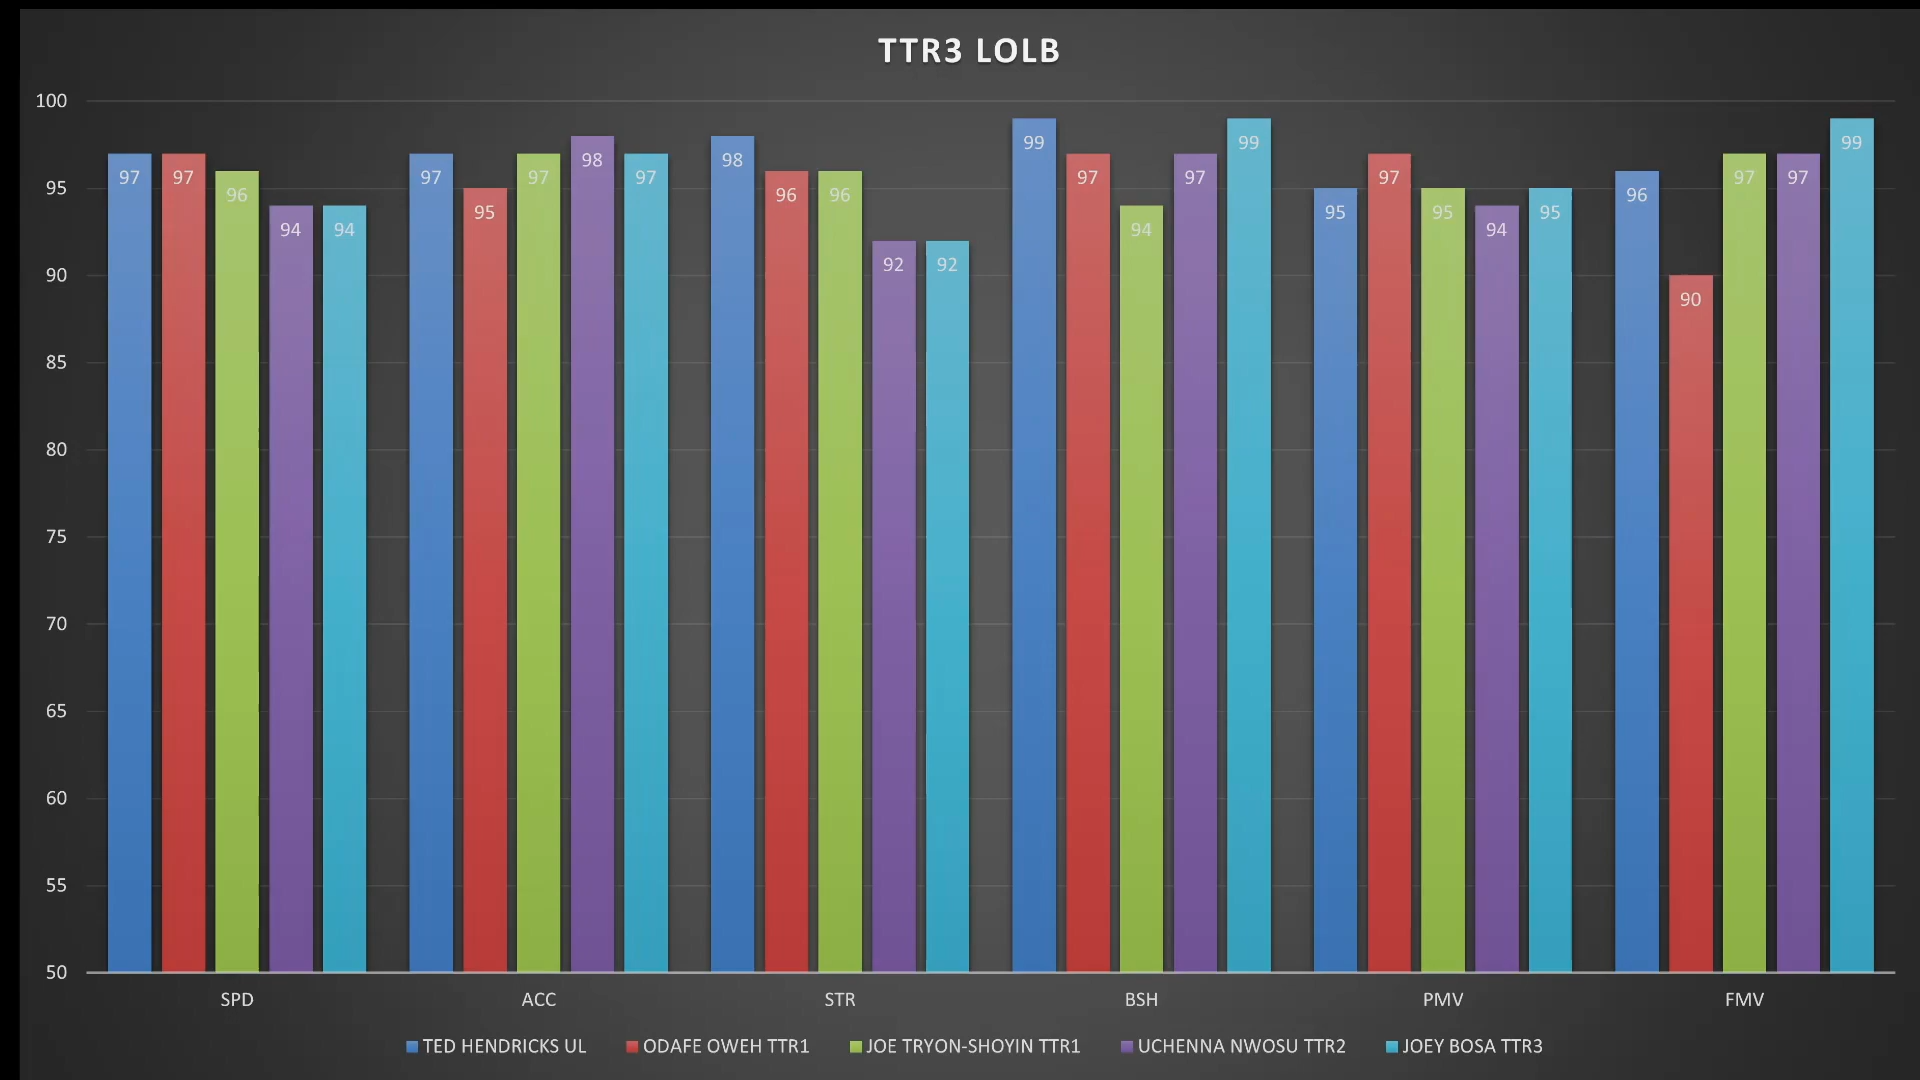 TTR3 LOLB
100
95
90
85
80
75
70
65
60
55
50
97 97 96 94 94
97 95 97 98 97
98 96 96 92 92
99 97 94 97 99
95 97 95 94 95
96 90 97 97 99
SPD ACC STR BSH PMV FMV
TED HENDRICKS UL ODAFE OWEH TTR1 JOE TRYON-SHOYIN TTR1 UCHENNA NWOSU TTR2 JOEY BOSA TTR3